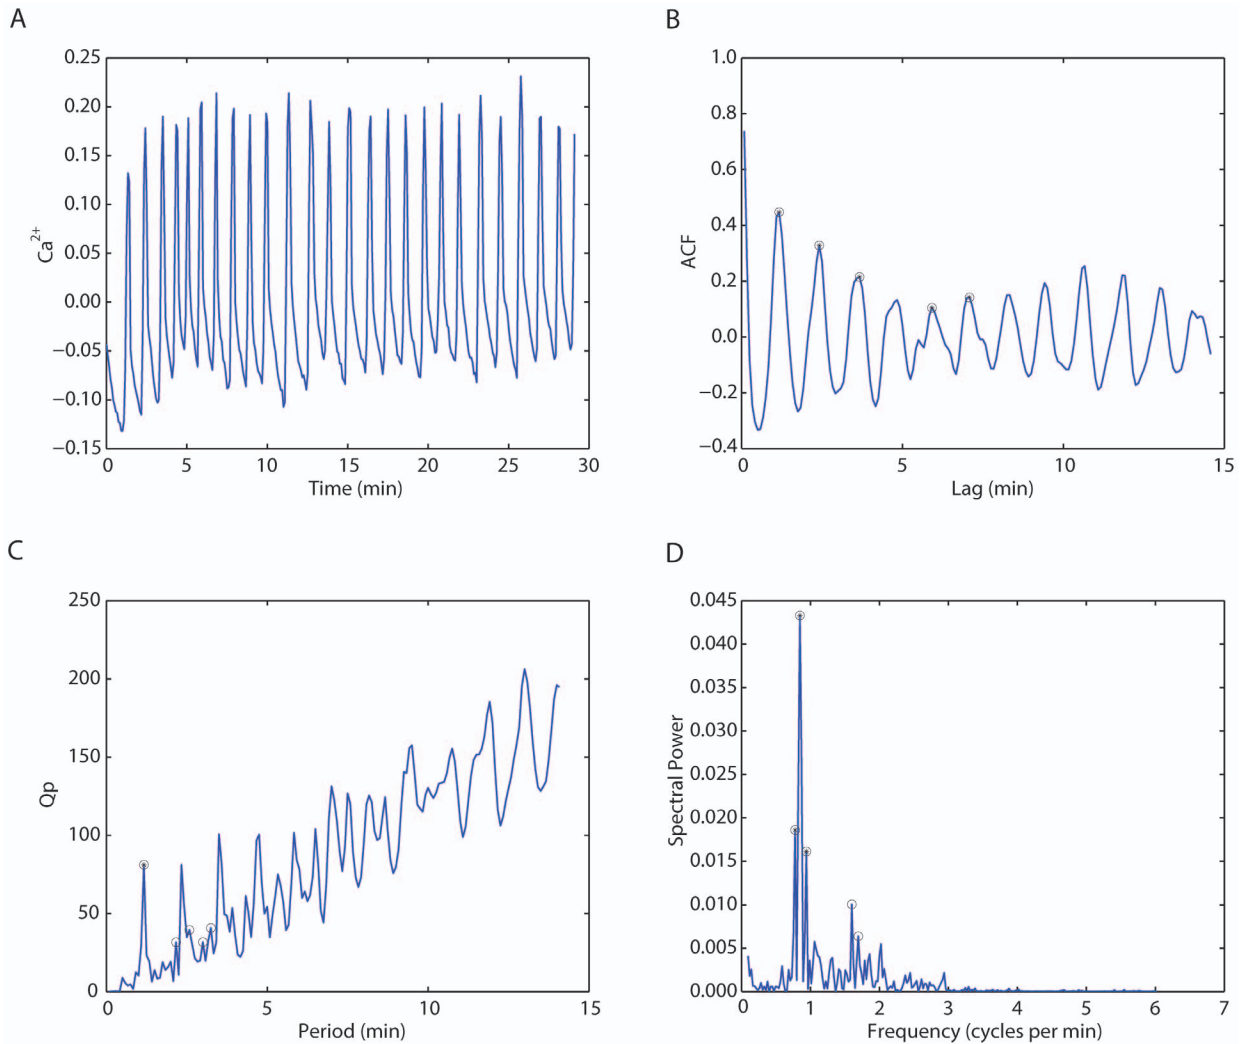 A
B
0.25
0.20
0.15
0.10
0.05
0.00
−0.05
−0.10
−0.15
Ca2+
0 5 10 15 20 25 30
Time (min)
1.0
0.8
0.6
0.4
0.2
0.0
−0.2
−0.4
ACF
0 5 10 15
Lag (min)
C
D
250
200
150
100
50
0
Qp
0 5 10 15
Period (min)
0.045
0.040
0.035
0.030
0.025
0.020
0.015
0.010
0.005
0.000
Spectral Power
0 1 2 3 4 5 6 7
Frequency (cycles per min)